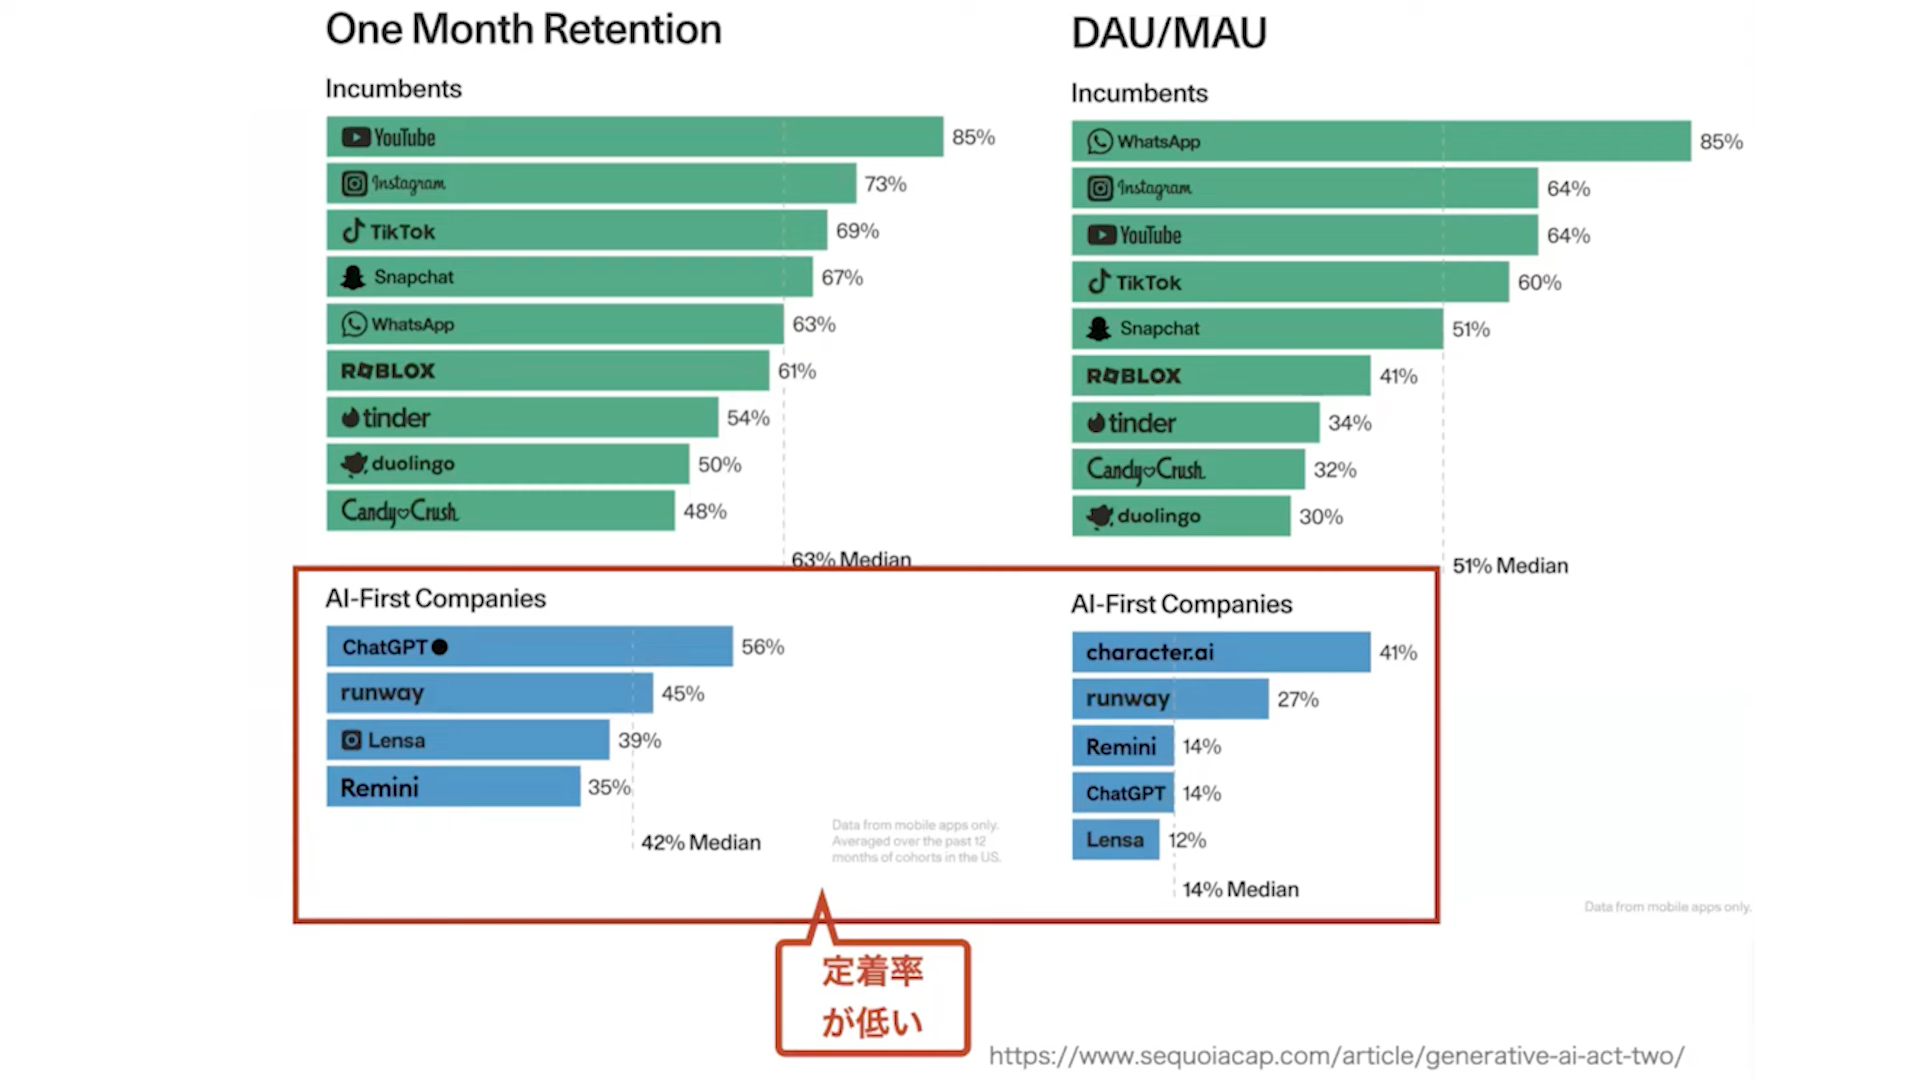 One Month Retention
Incumbents
YouTube 85%
Instagram 73%
TikTok 69%
Snapchat 67%
WhatsApp 63%
ROBLOX 61%
tinder 54%
duolingo 50%
Candy Crush 48%
63% Median
AI-First Companies
ChatGPT 56%
runway 45%
Lensa 39%
Remini 35%
42% Median
Data from mobile apps only.
Averaged over the past 12
months of cohorts in the US.
DAU/MAU
Incumbents
WhatsApp 85%
Instagram 64%
YouTube 64%
TikTok 60%
Snapchat 51%
ROBLOX 41%
tinder 34%
Candy Crush 32%
duolingo 30%
51% Median
AI-First Companies
character.ai 41%
runway 27%
Remini 14%
ChatGPT 14%
Lensa 12%
14% Median
Data from mobile apps only.
定着率
が低い
https://www.sequoiacap.com/article/generative-ai-act-two/